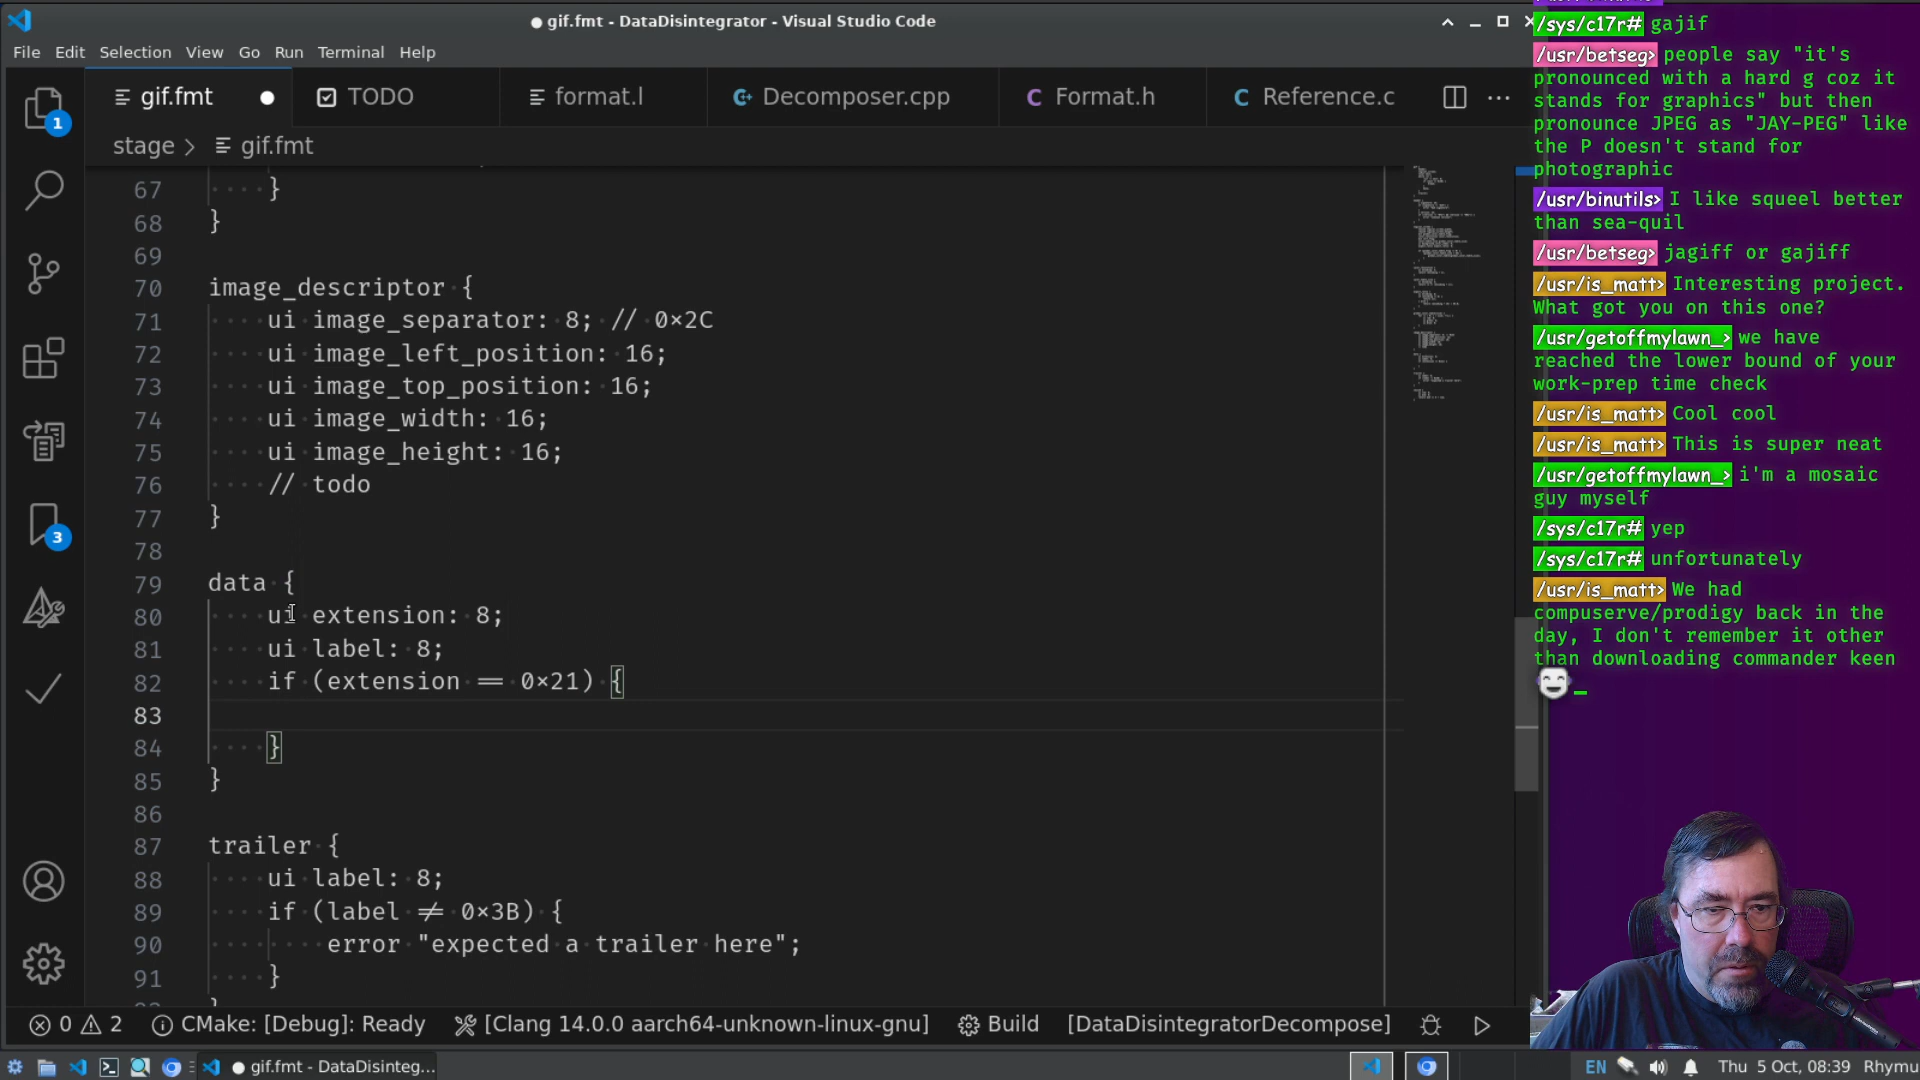 gif.fmt - DataDisintegrator - Visual Studio Code
File Edit Selection View Go Run Terminal Help
gif.fmt TODO format.l Decomposer.cpp Format.h Reference.c
stage > gif.fmt
67 }
68 }
69
70 image_descriptor {
71 ui image_separator: 8; // 0×2C
72 ui image_left_position: 16;
73 ui image_top_position: 16;
74 ui image_width: 16;
75 ui image_height: 16;
76 // todo
77 }
78
79 data {
80 ui extension: 8;
81 ui label: 8;
82 if (extension == 0×21) {
83
84 }
85 }
86
87 trailer {
88 ui label: 8;
89 if (label ≠ 0×3B) {
90 error "expected a trailer here";
91 }
1
3
0 2 CMake: [Debug]: Ready [Clang 14.0.0 aarch64-unknown-linux-gnu] Build [DataDisintegratorDecompose]
gif.fmt - DataDisinteg...
EN Thu 5 Oct, 08:39 Rhymu
/sys/c17r# gajif
/usr/betseg> people say "it's
pronounced with a hard g coz it
stands for graphics" but then
pronounce JPEG as "JAY-PEG" like
the P doesn't stand for
photographic
/usr/binutils> I like squeel better
than sea-quil
/usr/betseg> jagiff or gajiff
/usr/is_matt> Interesting project.
What got you on this one?
/usr/getoffmylawn_> we have
reached the lower bound of your
work-prep time check
/usr/is_matt> Cool cool
/usr/is_matt> This is super neat
/usr/getoffmylawn_> i'm a mosaic
guy myself
/sys/c17r# yep
/sys/c17r# unfortunately
/usr/is_matt> We had
compuserve/prodigy back in the
day, I don't remember it other
than downloading commander keen